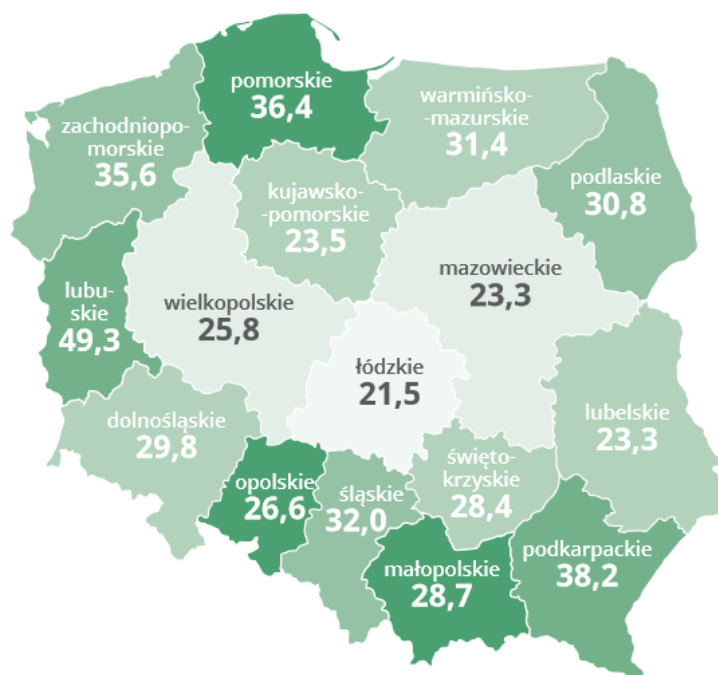 pomorskie
36,4
warmińsko-
-mazurskie
31,4
zachodniopo-
morskie
35,6
podlaskie
30,8
kujawsko-
-pomorskie
23,5
mazowieckie
23,3
lubu-
skie
49,3
wielkopolskie
25,8
łódzkie
21,5
lubelskie
23,3
dolnośląskie
29,8
święto-
krzyskie
28,4
opolskie
26,6
śląskie
32,0
podkarpackie
38,2
małopolskie
28,7